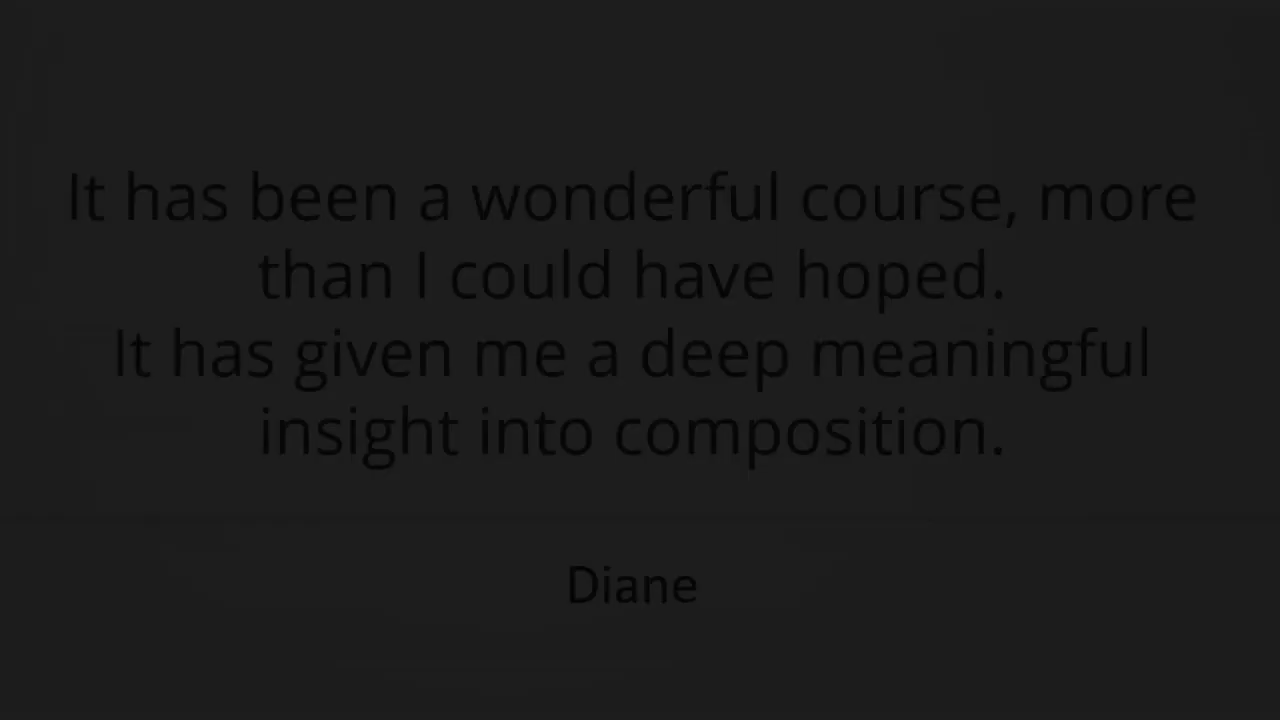 It has been a wonderful course, more
than I could have hoped.
It has given me a deep meaningful
insight into composition.
Diane